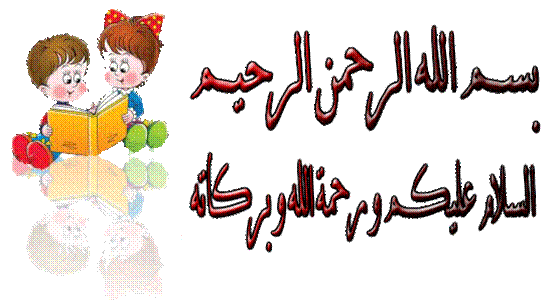 بسم الله الرحمن الرحيم
السلام عليكم ورحمة الله وبركاته